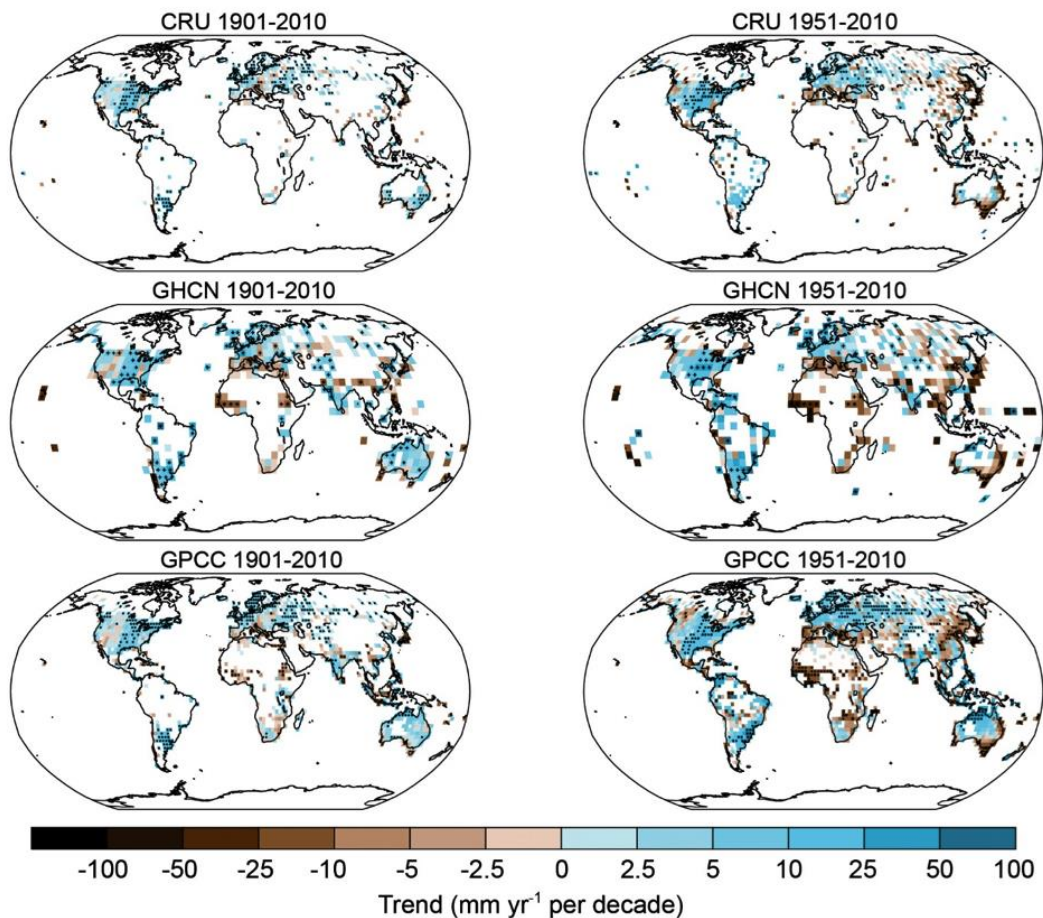 CRU 1901-2010
CRU 1951-2010
GHCN 1901-2010
GHCN 1951-2010
GPCC 1901-2010
GPCC 1951-2010
-100 -50 -25 -10 -5 -2.5 0 2.5 5 10 25 50 100
Trend (mm yr⁻¹ per decade)